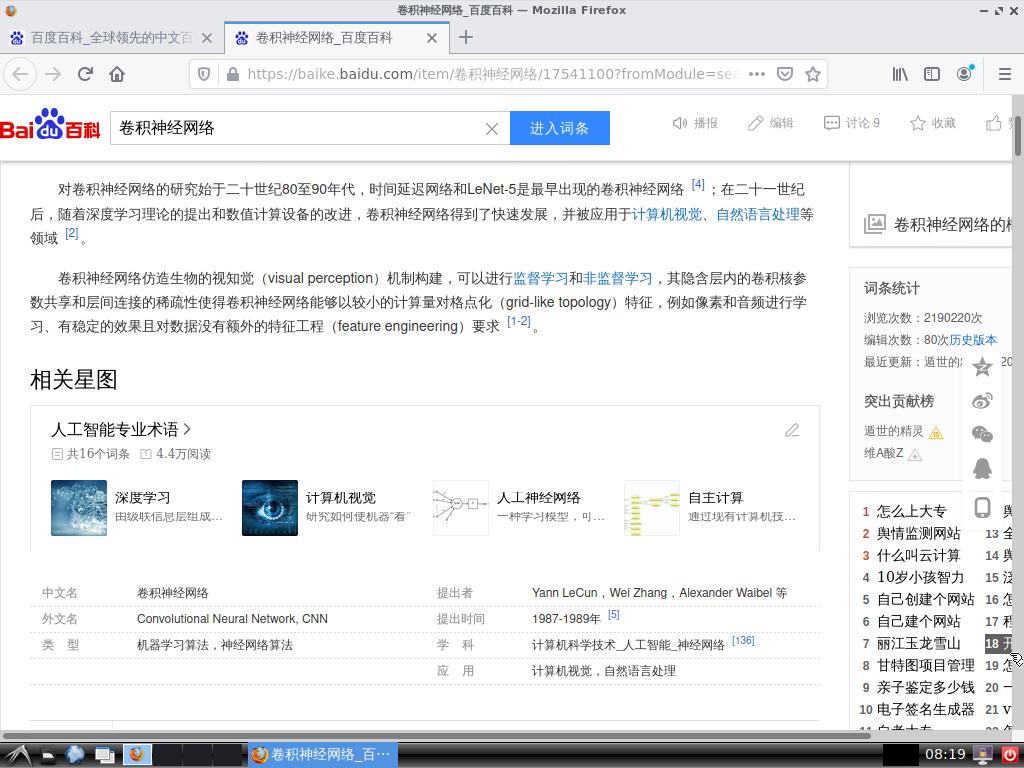 卷积神经网络_百度百科 — Mozilla Firefox
百度百科_全球领先的中文百
卷积神经网络_百度百科
https://baike.baidu.com/item/卷积神经网络/17541100?fromModule=sea
Bai du 百科
卷积神经网络
进入词条
播报
编辑
讨论 9
收藏
对卷积神经网络的研究始于二十世纪80至90年代，时间延迟网络和LeNet-5是最早出现的卷积神经网络 [4] ；在二十一世纪
后，随着深度学习理论的提出和数值计算设备的改进，卷积神经网络得到了快速发展，并被应用于计算机视觉、自然语言处理等
领域 [2] 。
卷积神经网络仿造生物的视知觉（visual perception）机制构建，可以进行监督学习和非监督学习，其隐含层内的卷积核参
数共享和层间连接的稀疏性使得卷积神经网络能够以较小的计算量对格点化（grid-like topology）特征，例如像素和音频进行学
习、有稳定的效果且对数据没有额外的特征工程（feature engineering）要求 [1-2] 。
相关星图
人工智能专业术语
共16个词条 4.4万阅读
深度学习
由级联信息层组成…
计算机视觉
研究如何使机器“看”
人工神经网络
一种学习模型，可…
自主计算
通过现有计算机技…
中文名 卷积神经网络 提出者 Yann LeCun，Wei Zhang，Alexander Waibel 等
外文名 Convolutional Neural Network, CNN 提出时间 1987-1989年 [5]
类 型 机器学习算法，神经网络算法 学 科 计算机科学技术_人工智能_神经网络 [136]
应 用 计算机视觉，自然语言处理
卷积神经网络的
词条统计
浏览次数：2190220次
编辑次数：80次历史版本
最近更新：遁世的 20
突出贡献榜
遁世的精灵
维A酸Z
1 怎么上大专
2 舆情监测网站 13
3 什么叫云计算 14
4 10岁小孩智力 15
5 自己创建个网站 16
6 自己建个网站 17
7 丽江玉龙雪山 18
8 甘特图项目管理 19
9 亲子鉴定多少钱 20
10 电子签名生成器 21
卷积神经网络_百…
08:19